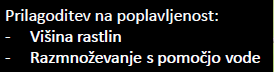 Prilagoditev na poplavljenost:
- Višina rastlin
- Razmnoževanje s pomočjo vode